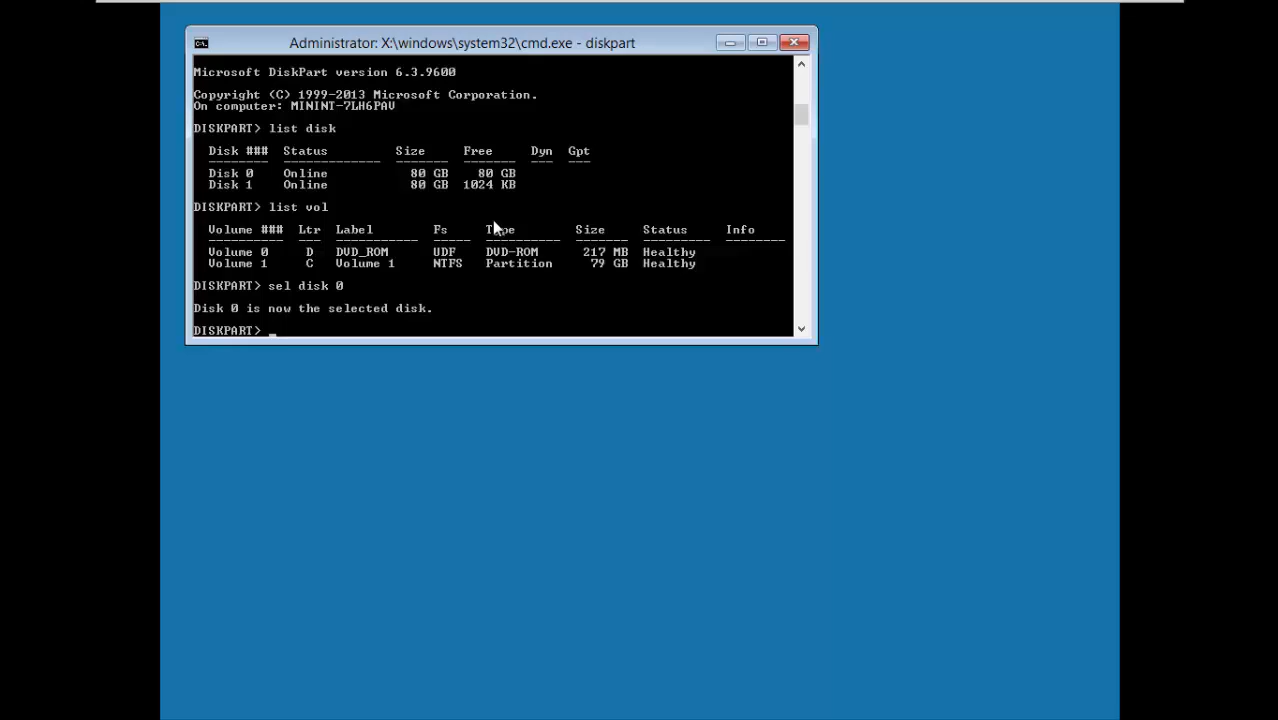 Administrator: X:\windows\system32\cmd.exe - diskpart
Microsoft DiskPart version 6.3.9600
Copyright (C) 1999-2013 Microsoft Corporation.
On computer: MININT-7LH6PAV
DISKPART> list disk
Disk ### Status Size Free Dyn Gpt
-------- ------------- ------- ------- --- ---
Disk 0 Online 80 GB 80 GB
Disk 1 Online 80 GB 1024 KB
DISKPART> list vol
Volume ### Ltr Label Fs Type Size Status Info
---------- --- ----------- ----- ---------- ------- --------- --------
Volume 0 D DVD_ROM UDF DVD-ROM 217 MB Healthy
Volume 1 C Volume 1 NTFS Partition 79 GB Healthy
DISKPART> sel disk 0
Disk 0 is now the selected disk.
DISKPART> _